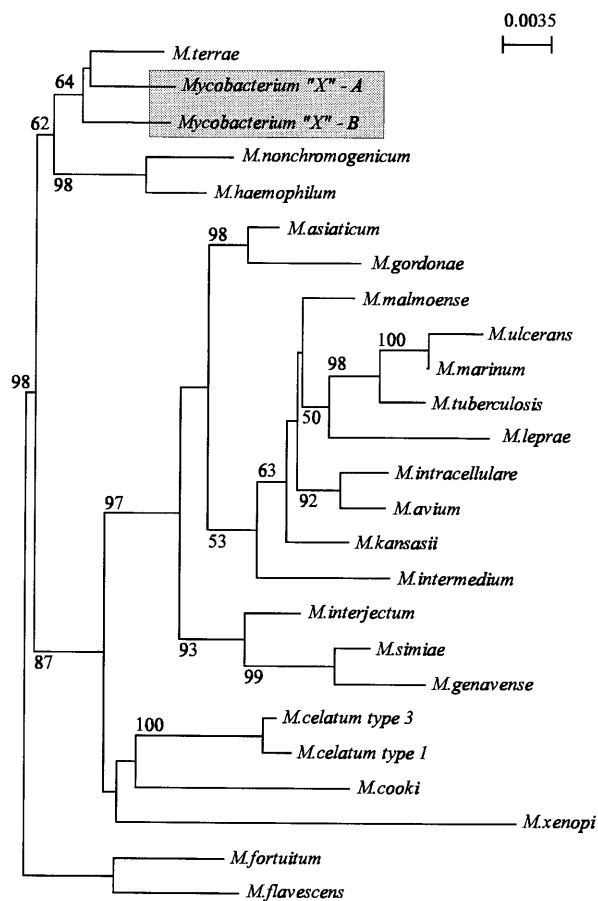 0.0035
M.terrae
64
Mycobacterium "X" - A
Mycobacterium "X" - B
62
M.nonchromogenicum
98
M.haemophilum
98
M.asiaticum
M.gordonae
M.malmoense
100
M.ulcerans
98
M.marinum
98
M.tuberculosis
50
M.leprae
63
M.intracellulare
92
M.avium
97
53
M.kansasii
M.intermedium
M.interjectum
93
M.simiae
87
99
M.genavense
100
M.celatum type 3
M.celatum type 1
M.cooki
M.xenopi
M.fortuitum
M.flavescens